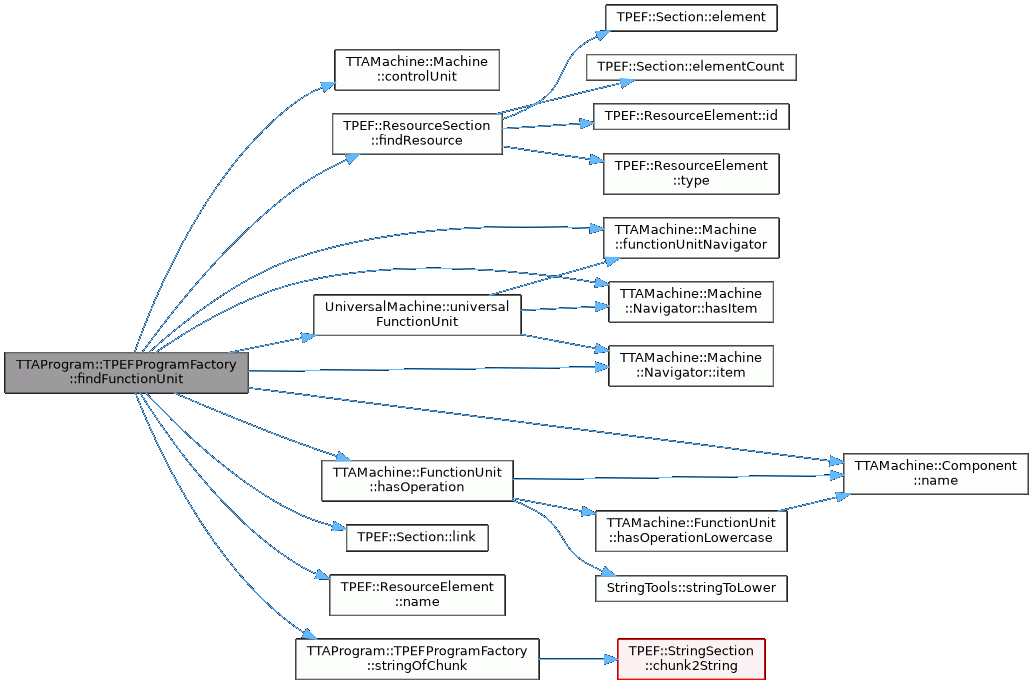 TPEF::Section::element
TTAMachine::Machine
::controlUnit
TPEF::Section::elementCount
TPEF::ResourceElement::id
TPEF::ResourceSection
::findResource
TPEF::ResourceElement
::type
TTAMachine::Machine
::functionUnitNavigator
TTAMachine::Machine
::Navigator::hasItem
UniversalMachine::universal
FunctionUnit
TTAMachine::Machine
::Navigator::item
TTAProgram::TPEFProgramFactory
::findFunctionUnit
TTAMachine::Component
::name
TTAMachine::FunctionUnit
::hasOperation
TTAMachine::FunctionUnit
::hasOperationLowercase
TPEF::Section::link
StringTools::stringToLower
TPEF::ResourceElement
::name
TTAProgram::TPEFProgramFactory
::stringOfChunk
TPEF::StringSection
::chunk2String